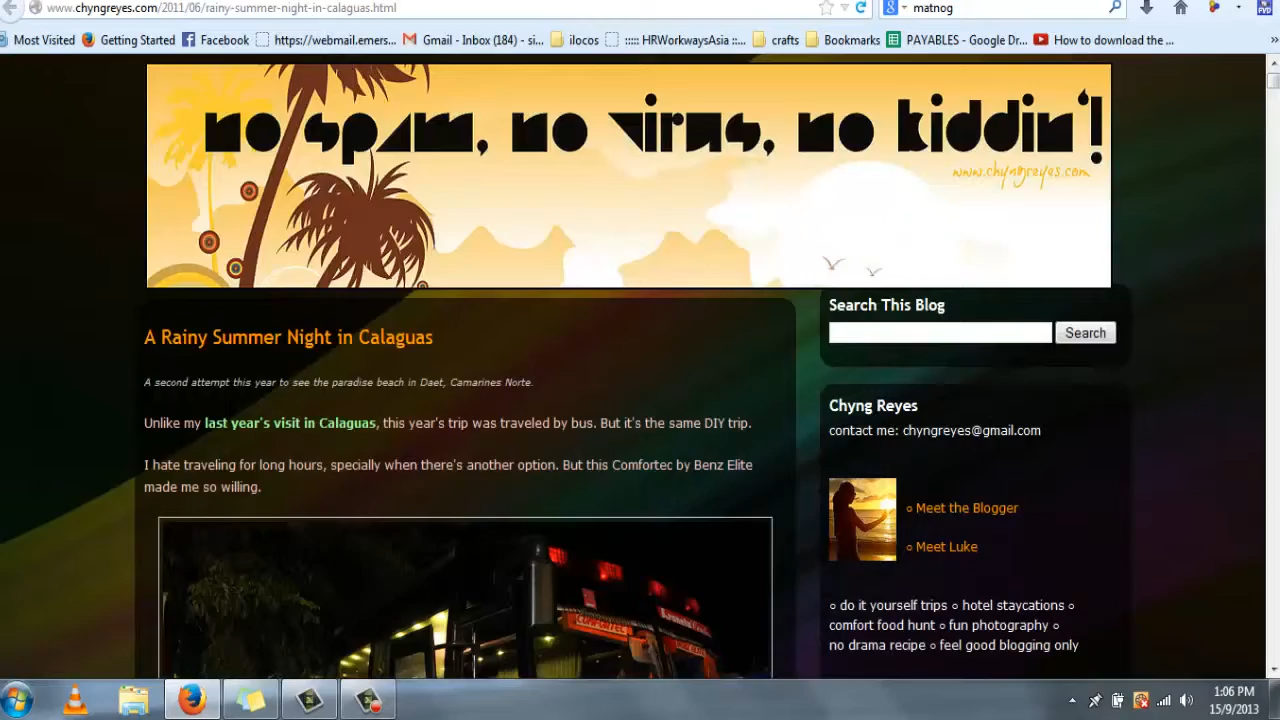 www.chyngreyes.com/2011/06/rainy-summer-night-in-calaguas.html
matnog
Most Visited
Getting Started
Facebook
https://webmail.emers...
Gmail - Inbox (184) - si...
ilocos
::::: HRWorkwaysAsia ::...
crafts
Bookmarks
PAYABLES - Google Dr...
How to download the ...
no spam, no virus, no kiddin'!
www.chyngreyes.com
A Rainy Summer Night in Calaguas
A second attempt this year to see the paradise beach in Daet, Camarines Norte.
Unlike my last year's visit in Calaguas, this year's trip was traveled by bus. But it's the same DIY trip.
I hate traveling for long hours, specially when there's another option. But this Comfortec by Benz Elite
made me so willing.
COMFORTEC
Search This Blog
Search
Chyng Reyes
contact me: chyngreyes@gmail.com
○ Meet the Blogger
○ Meet Luke
○ do it yourself trips ○ hotel staycations ○
comfort food hunt ○ fun photography ○
no drama recipe ○ feel good blogging only
1:06 PM
15/9/2013